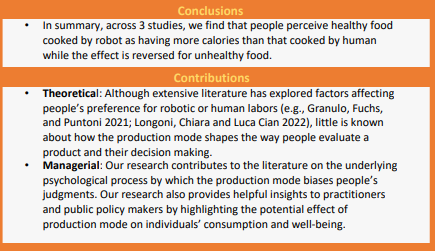 Conclusions
• In summary, across 3 studies, we find that people perceive healthy food
cooked by robot as having more calories than that cooked by human
while the effect is reversed for unhealthy food.
Contributions
• Theoretical: Although extensive literature has explored factors affecting
people's preference for robotic or human labors (e.g., Granulo, Fuchs,
and Puntoni 2021; Longoni, Chiara and Luca Cian 2022), little is known
about how the production mode shapes the way people evaluate a
product and their decision making.
• Managerial: Our research contributes to the literature on the underlying
psychological process by which the production mode biases people's
judgments. Our research also provides helpful insights to practitioners
and public policy makers by highlighting the potential effect of
production mode on individuals' consumption and well-being.